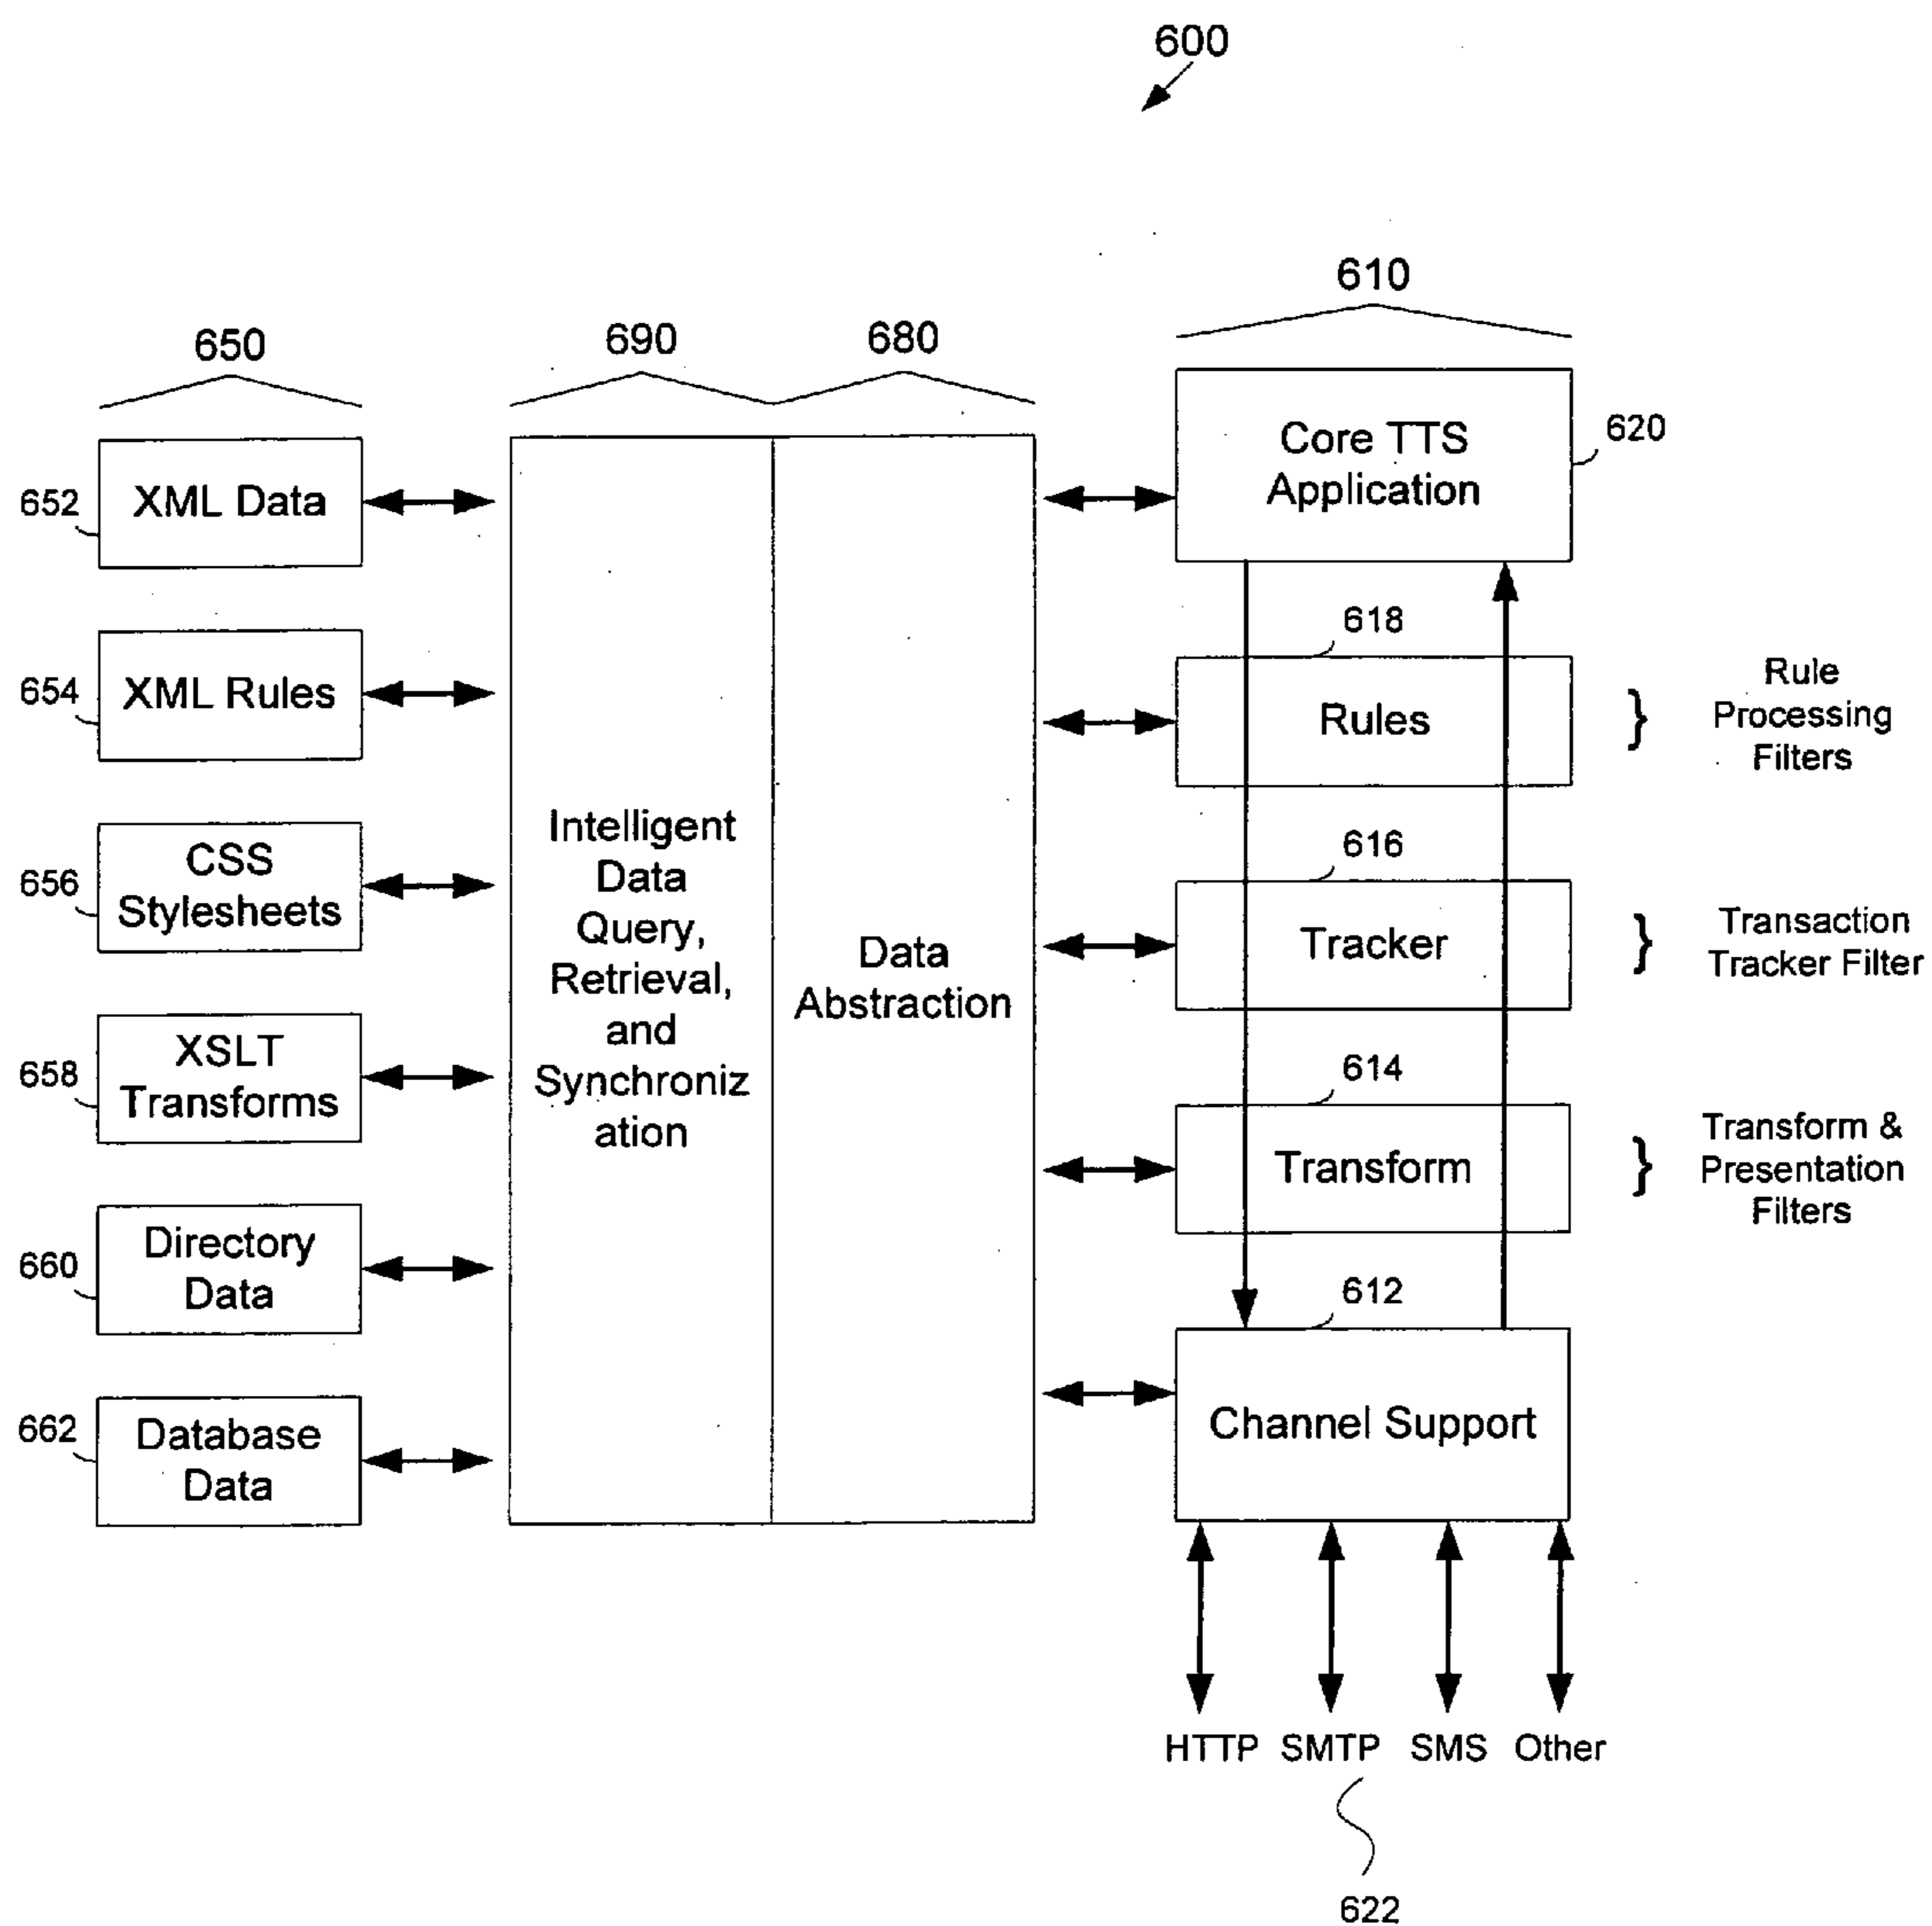 600
610
650
690
680
Core TTS
Application
620
652
XML Data
618
654
XML Rules
Rules
}
Rule
Processing
Filters
Intelligent
Data
Query,
Retrieval,
and
Synchroniz
ation
Data
Abstraction
656
CSS
Stylesheets
616
Tracker
}
Transaction
Tracker Filter
658
XSLT
Transforms
614
Transform
}
Transform &
Presentation
Filters
660
Directory
Data
612
Channel Support
662
Database
Data
HTTP SMTP SMS Other
622